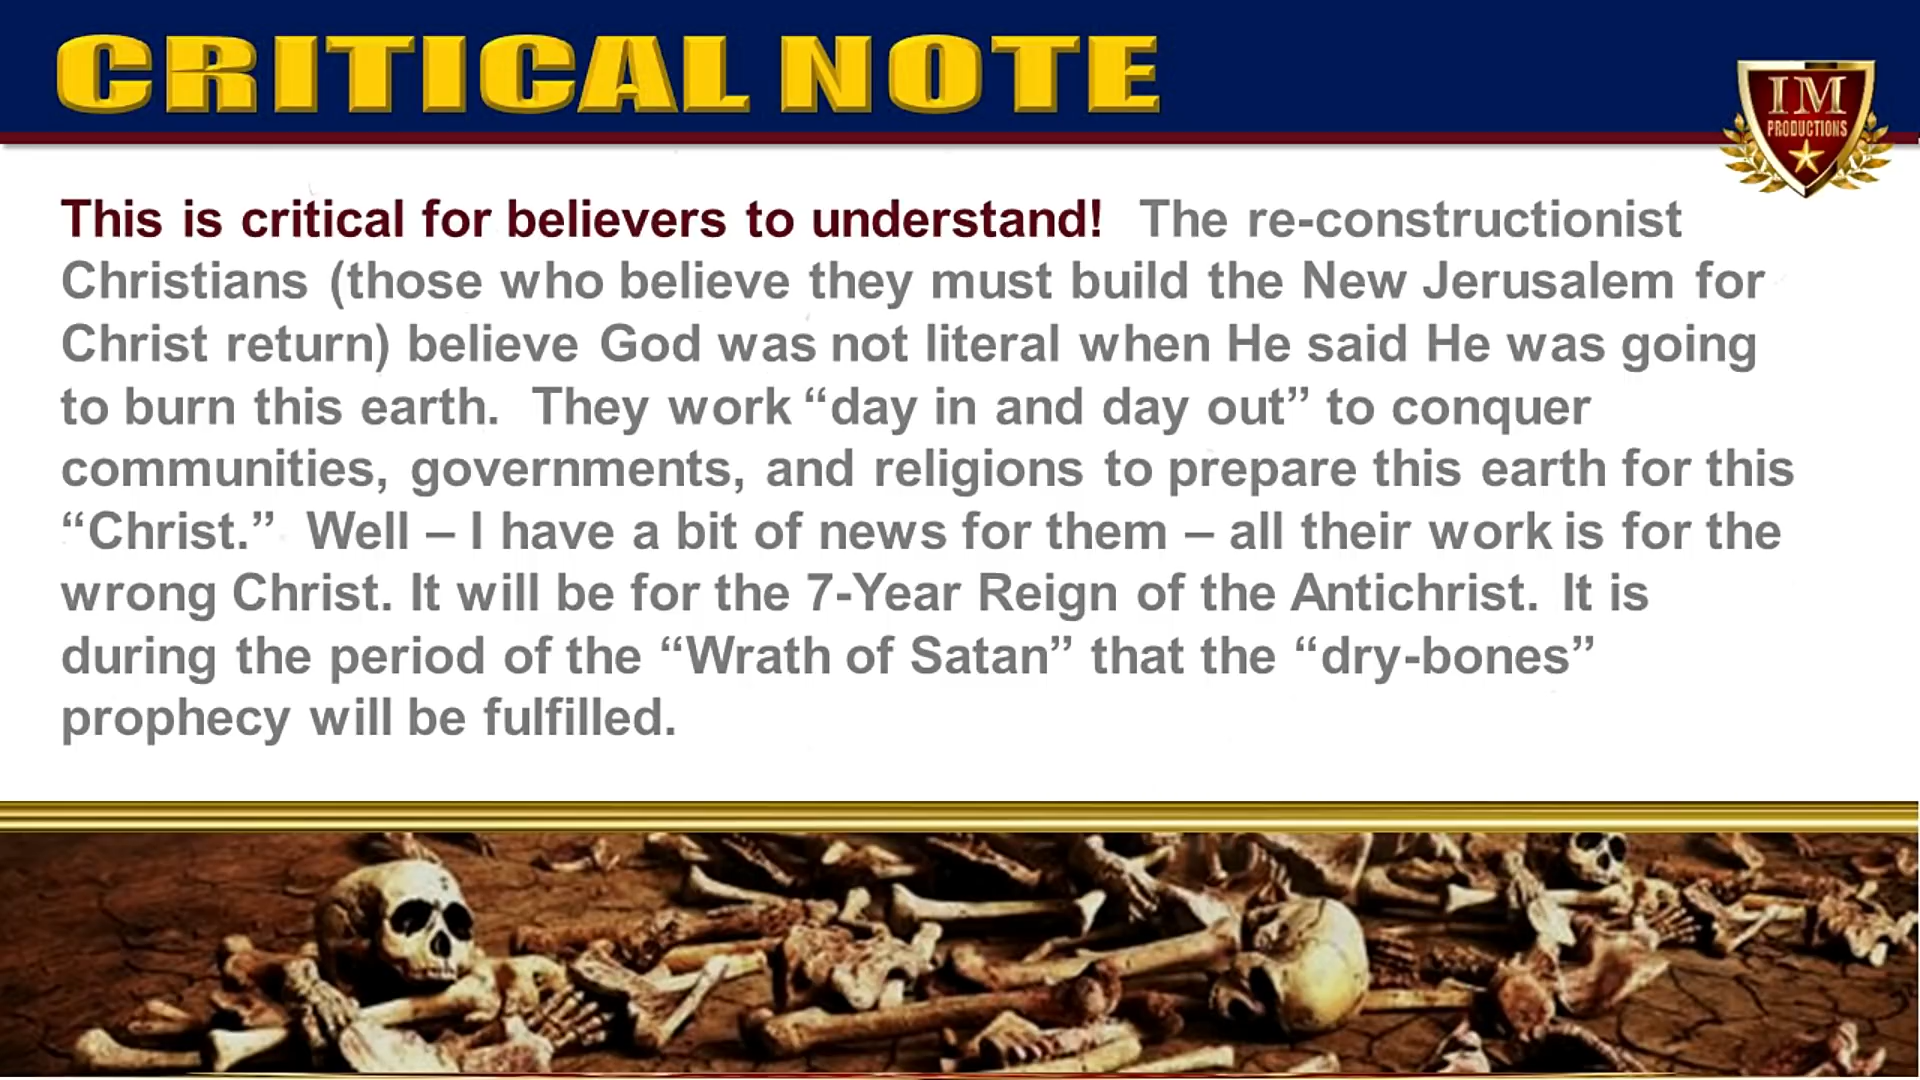 CRITICAL NOTE
IM
PRODUCTIONS
This is critical for believers to understand! The re-constructionist
Christians (those who believe they must build the New Jerusalem for
Christ return) believe God was not literal when He said He was going
to burn this earth. They work “day in and day out” to conquer
communities, governments, and religions to prepare this earth for this
“Christ.” Well – I have a bit of news for them – all their work is for the
wrong Christ. It will be for the 7-Year Reign of the Antichrist. It is
during the period of the “Wrath of Satan” that the “dry-bones”
prophecy will be fulfilled.